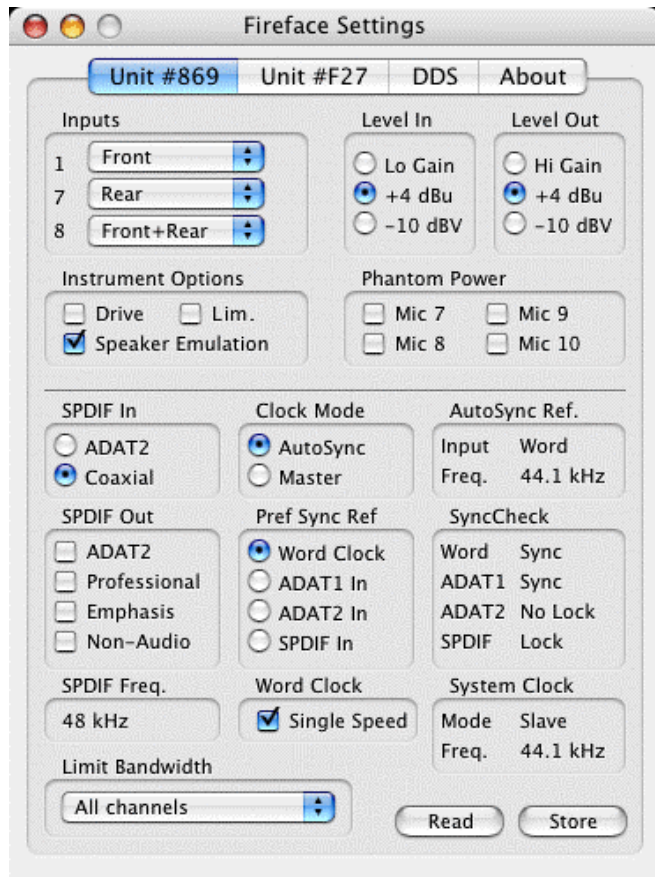 Fireface Settings
Unit #869 Unit #F27 DDS About
Inputs Level In Level Out
1 Front
7 Rear
8 Front+Rear
Lo Gain
+4 dBu
-10 dBV
Hi Gain
+4 dBu
-10 dBV
Instrument Options
Drive Lim.
Speaker Emulation
Phantom Power
Mic 7 Mic 9
Mic 8 Mic 10
SPDIF In
ADAT2
Coaxial
Clock Mode
AutoSync
Master
AutoSync Ref.
Input Word
Freq. 44.1 kHz
SPDIF Out
ADAT2
Professional
Emphasis
Non-Audio
Pref Sync Ref
Word Clock
ADAT1 In
ADAT2 In
SPDIF In
SyncCheck
Word Sync
ADAT1 Sync
ADAT2 No Lock
SPDIF Lock
SPDIF Freq.
48 kHz
Word Clock
Single Speed
System Clock
Mode Slave
Freq. 44.1 kHz
Limit Bandwidth
All channels
Read Store